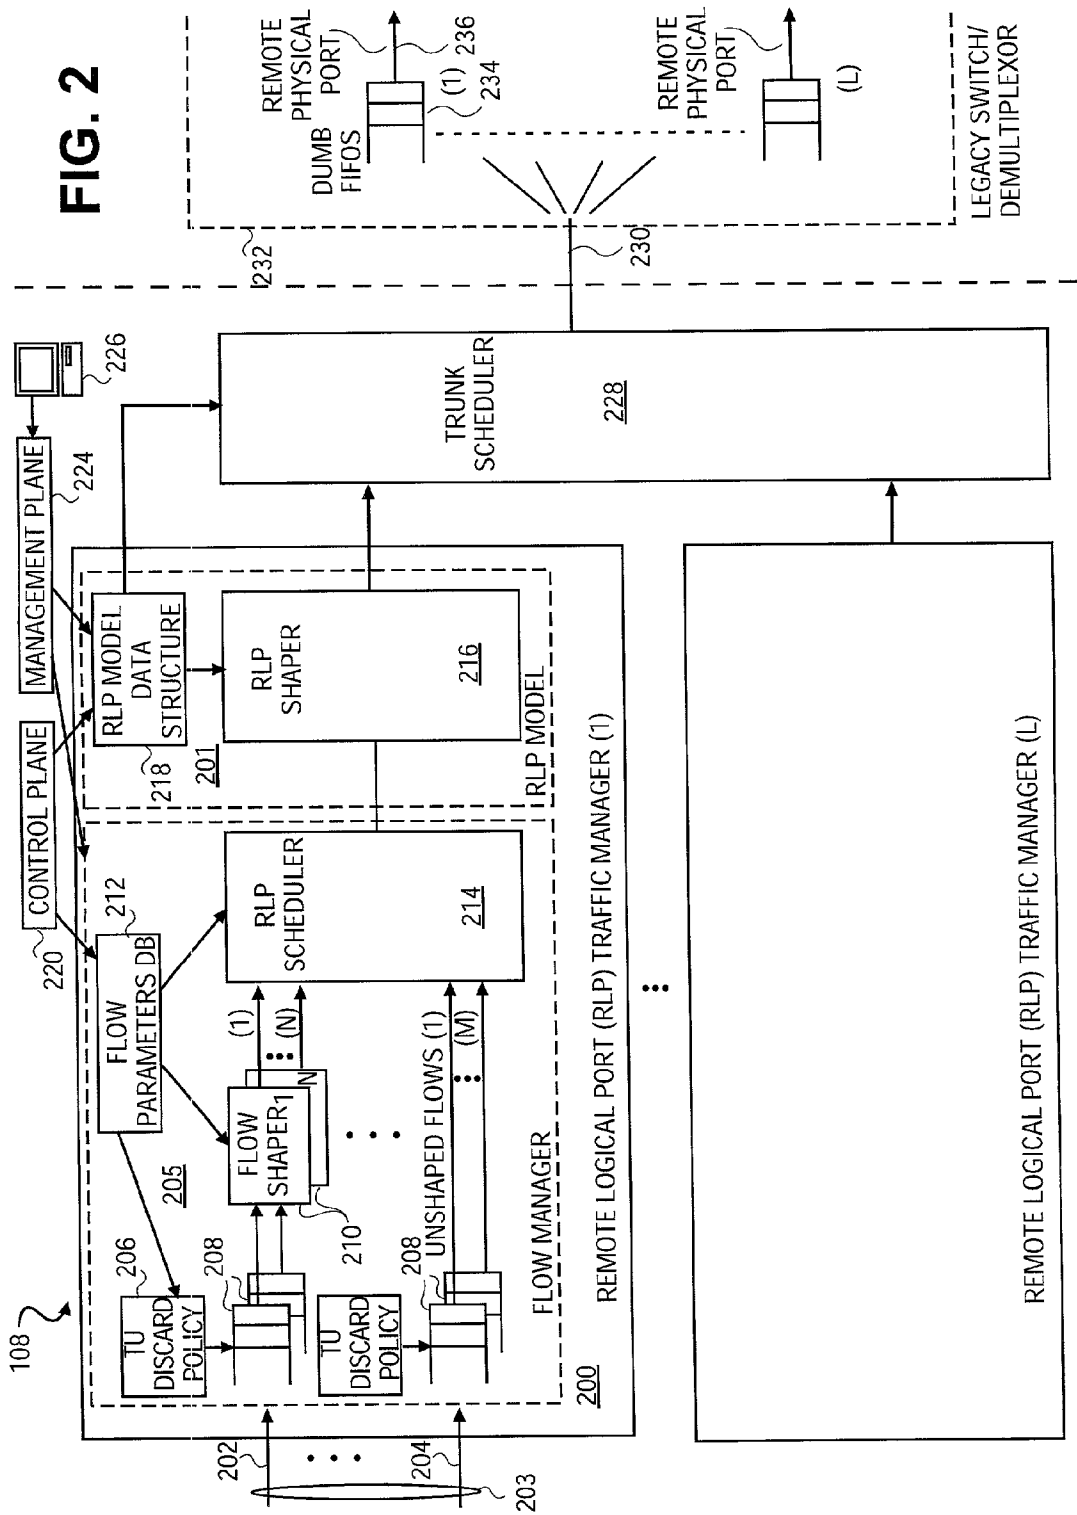 FIG. 2
108
CONTROL PLANE
220
MANAGEMENT PLANE
224
226
206
TU
DISCARD
POLICY
208
205
FLOW
PARAMETERS DB
212
FLOW
SHAPER1
N
210
(1)
(N)
RLP
SCHEDULER
214
TU
DISCARD
POLICY
208
UNSHAPED FLOWS (1)
(M)
FLOW MANAGER
RLP MODEL
DATA
STRUCTURE
218
201
RLP
SHAPER
216
RLP MODEL
200
REMOTE LOGICAL PORT (RLP) TRAFFIC MANAGER (1)
202
204
203
REMOTE LOGICAL PORT (RLP) TRAFFIC MANAGER (L)
TRUNK
SCHEDULER
228
230
232
DUMB
FIFOS
REMOTE
PHYSICAL
PORT
236
(1)
234
REMOTE
PHYSICAL
PORT
(L)
LEGACY SWITCH/
DEMULTIPLEXOR